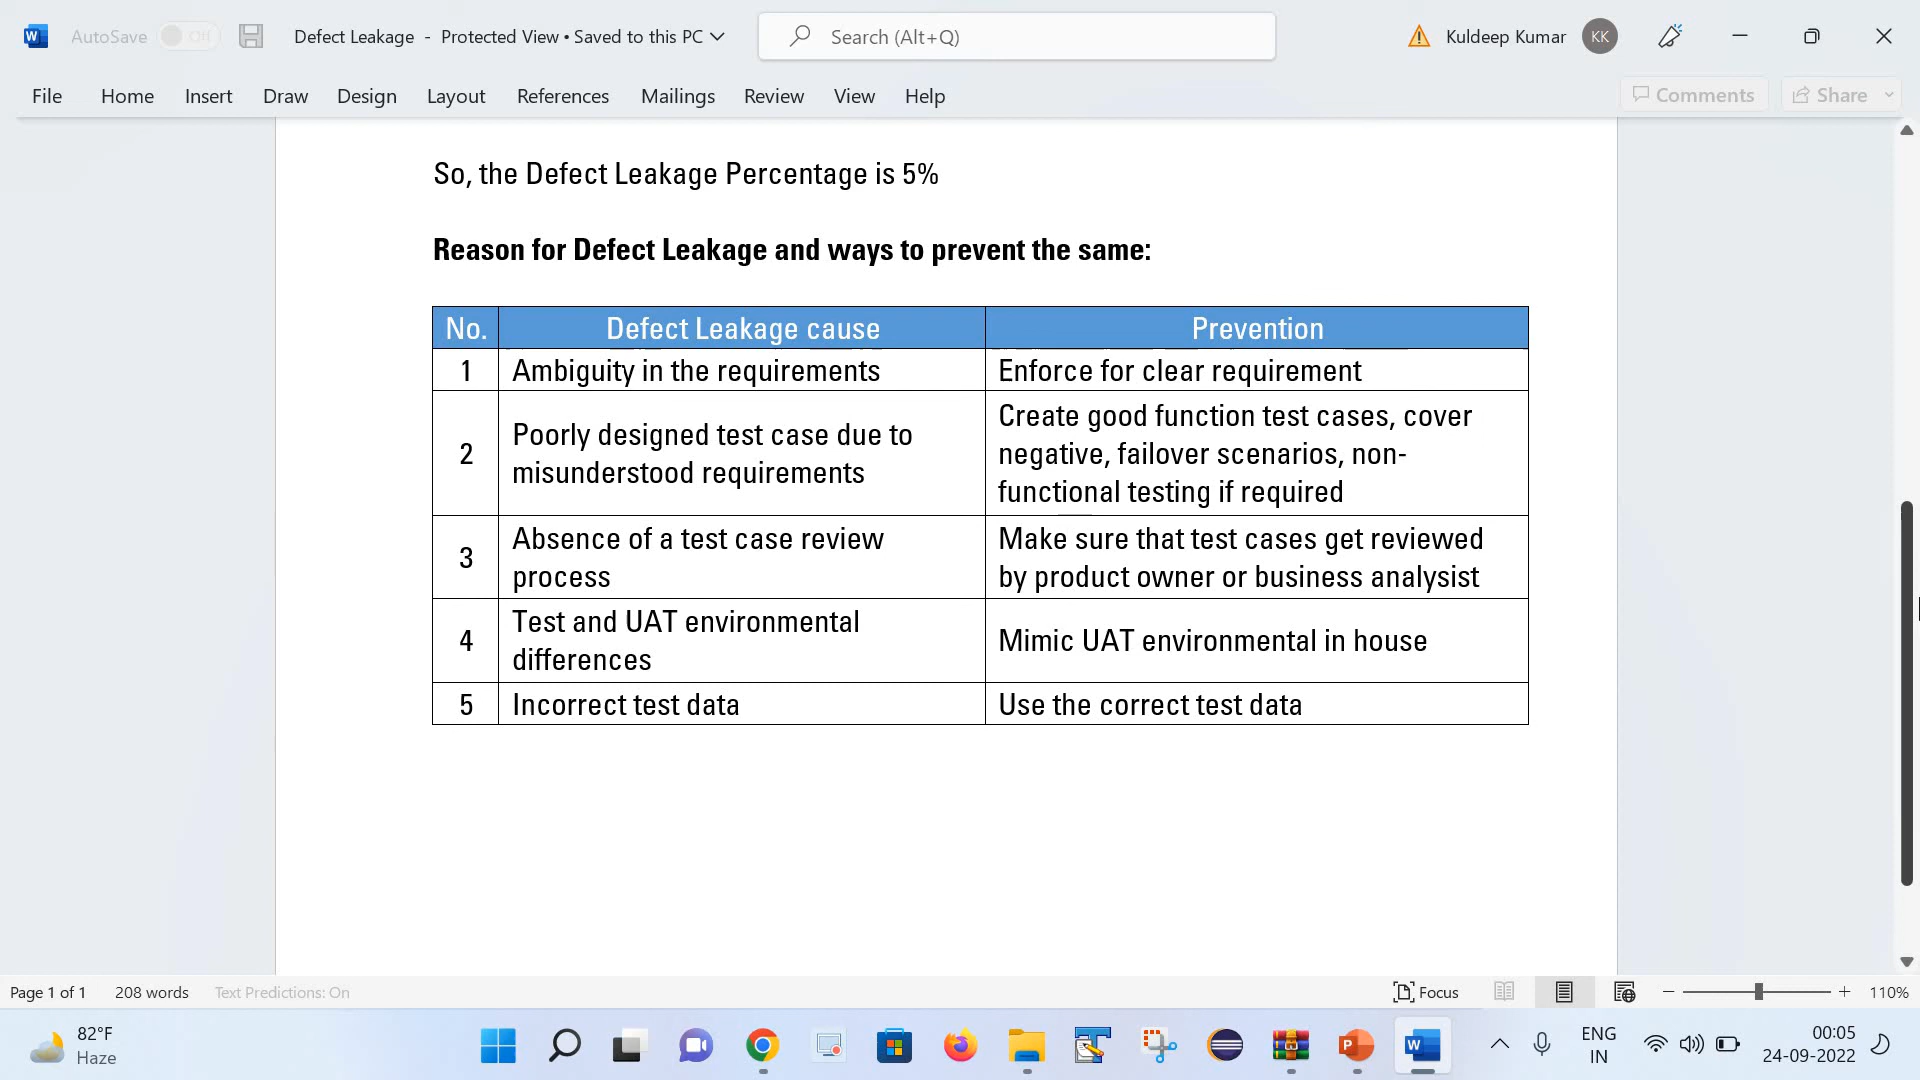 AutoSave Off Defect Leakage - Protected View • Saved to this PC Search (Alt+Q) Kuldeep Kumar KK
File Home Insert Draw Design Layout References Mailings Review View Help Comments Share
So, the Defect Leakage Percentage is 5%
Reason for Defect Leakage and ways to prevent the same:
No. Defect Leakage cause Prevention
1 Ambiguity in the requirements Enforce for clear requirement
2 Poorly designed test case due to
misunderstood requirements
Create good function test cases, cover
negative, failover scenarios, non-
functional testing if required
3 Absence of a test case review
process
Make sure that test cases get reviewed
by product owner or business analysist
4 Test and UAT environmental
differences
Mimic UAT environmental in house
5 Incorrect test data Use the correct test data
Page 1 of 1 208 words Text Predictions: On Focus 110%
82°F
Haze
ENG
IN
00:05
24-09-2022